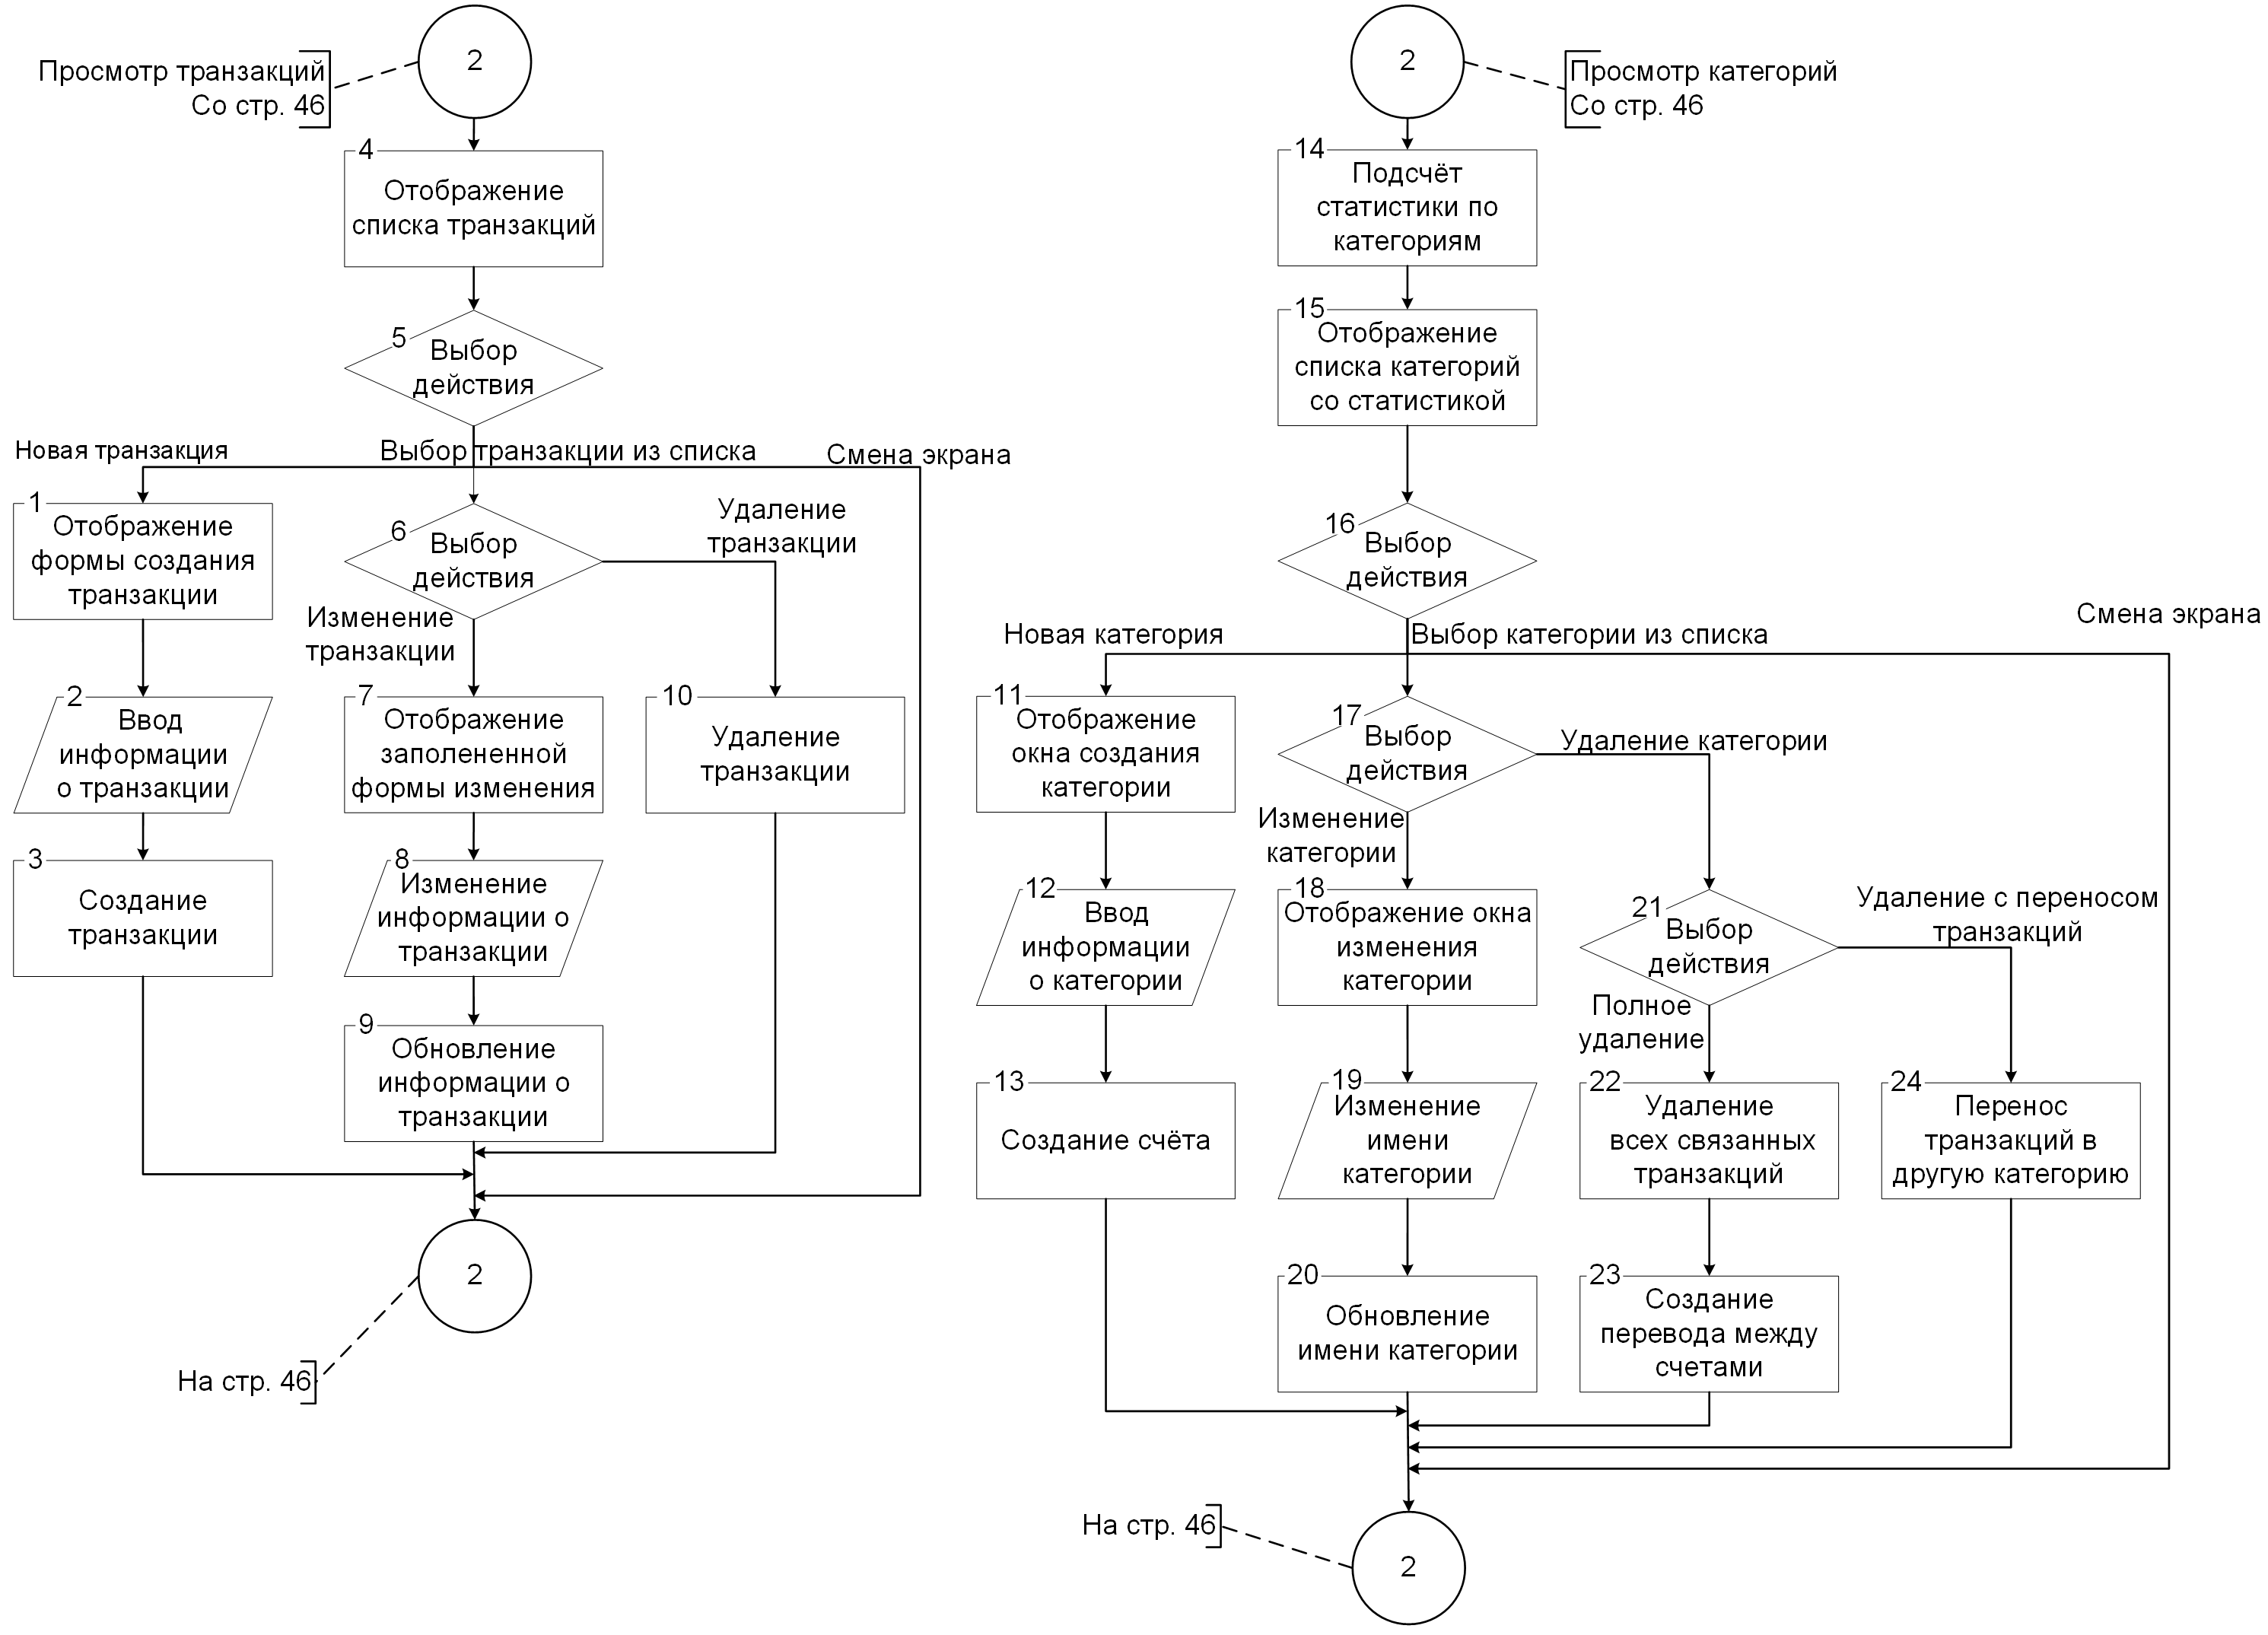 Просмотр транзакций
Со стр. 46
2
4
Отображение
списка транзакций
5
Выбор
действия
Новая транзакция
Выбор транзакции из списка
Смена экрана
1
Отображение
формы создания
транзакции
6
Выбор
действия
Удаление
транзакции
Изменение
транзакции
2
Ввод
информации
о транзакции
7
Отображение
заполененной
формы изменения
10
Удаление
транзакции
3
Создание
транзакции
8
Изменение
информации о
транзакции
9
Обновление
информации о
транзакции
2
На стр. 46
2
Просмотр категорий
Со стр. 46
14
Подсчёт
статистики по
категориям
15
Отображение
списка категорий
со статистикой
16
Выбор
действия
Новая категория
Выбор категории из списка
Смена экрана
11
Отображение
окна создания
категории
17
Выбор
действия
Удаление категории
Изменение
категории
12
Ввод
информации
о категории
18
Отображение окна
изменения
категории
21
Выбор
действия
Удаление с переносом
транзакций
Полное
удаление
13
Создание счёта
19
Изменение
имени
категории
22
Удаление
всех связанных
транзакций
24
Перенос
транзакций в
другую категорию
20
Обновление
имени категории
23
Создание
перевода между
счетами
На стр. 46
2